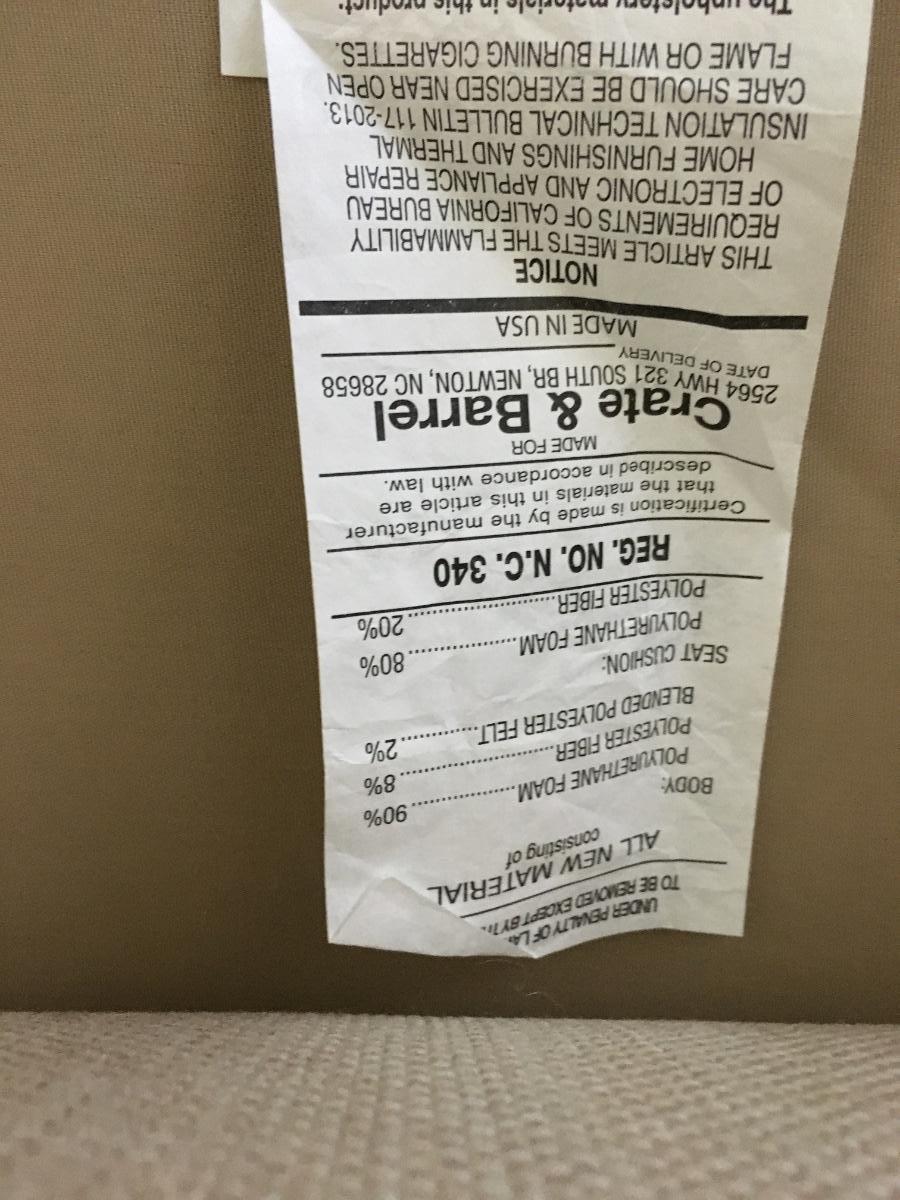 UNDER PENALTY OF
TO BE REMOVED EXCEPT BY
ALL NEW MATERIAL
consisting of
BODY:
POLYURETHANE FOAM.................... 90%
POLYESTER FIBER......................... 8%
BLENDED POLYESTER FELT............. 2%
SEAT CUSHION:
POLYURETHANE FOAM.................... 80%
POLYESTER FIBER......................... 20%
REG. NO. N.C. 340
Certification is made by the manufacturer
that the materials in this article are
described in accordance with law.
MADE FOR
Crate & Barrel
2564 HWY 321 SOUTH BR, NEWTON, NC 28658
DATE OF DELIVERY
MADE IN USA
NOTICE
THIS ARTICLE MEETS THE FLAMMABILITY
REQUIREMENTS OF CALIFORNIA BUREAU
OF ELECTRONIC AND APPLIANCE REPAIR
HOME FURNISHINGS AND THERMAL
INSULATION TECHNICAL BULLETIN 117-2013.
CARE SHOULD BE EXERCISED NEAR OPEN
FLAME OR WITH BURNING CIGARETTES.
The upholstery materials in this product: